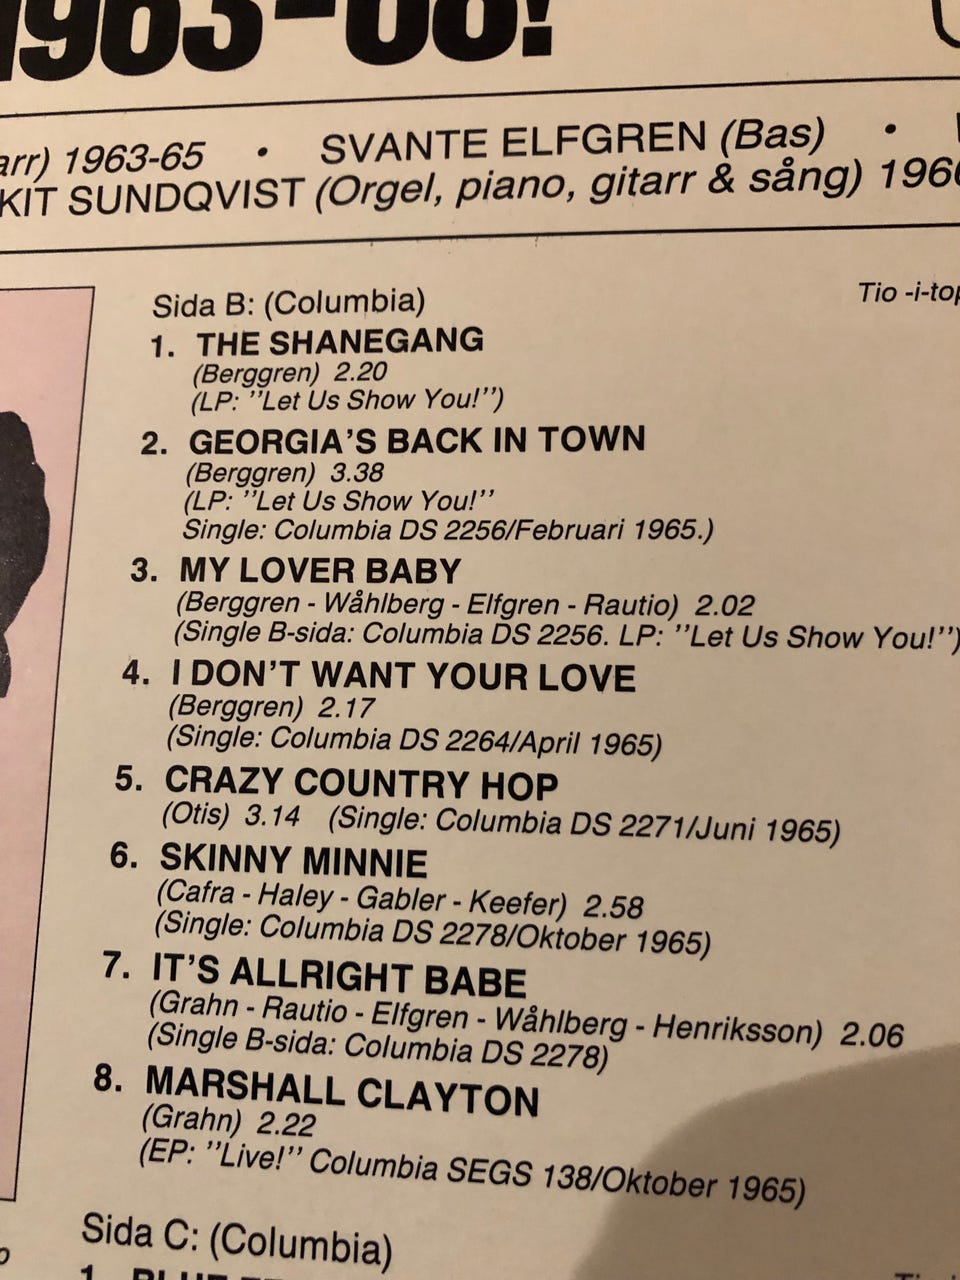 1963-68!
arr) 1963-65 • SVANTE ELFGREN (Bas) •
KIT SUNDQVIST (Orgel, piano, gitarr & sång) 196
Tio -i-top
Sida B: (Columbia)
1. THE SHANEGANG
(Berggren) 2.20
(LP: ”Let Us Show You!”)
2. GEORGIA’S BACK IN TOWN
(Berggren) 3.38
(LP: ”Let Us Show You!”
Single: Columbia DS 2256/Februari 1965.)
3. MY LOVER BABY
(Berggren - Wåhlberg - Elfgren - Rautio) 2.02
(Single B-sida: Columbia DS 2256. LP: ”Let Us Show You!”)
4. I DON’T WANT YOUR LOVE
(Berggren) 2.17
(Single: Columbia DS 2264/April 1965)
5. CRAZY COUNTRY HOP
(Otis) 3.14 (Single: Columbia DS 2271/Juni 1965)
6. SKINNY MINNIE
(Cafra - Haley - Gabler - Keefer) 2.58
(Single: Columbia DS 2278/Oktober 1965)
7. IT’S ALLRIGHT BABE
(Grahn - Rautio - Elfgren - Wåhlberg - Henriksson) 2.06
(Single B-sida: Columbia DS 2278)
8. MARSHALL CLAYTON
(Grahn) 2.22
(EP: ”Live!” Columbia SEGS 138/Oktober 1965)
Sida C: (Columbia)
1.